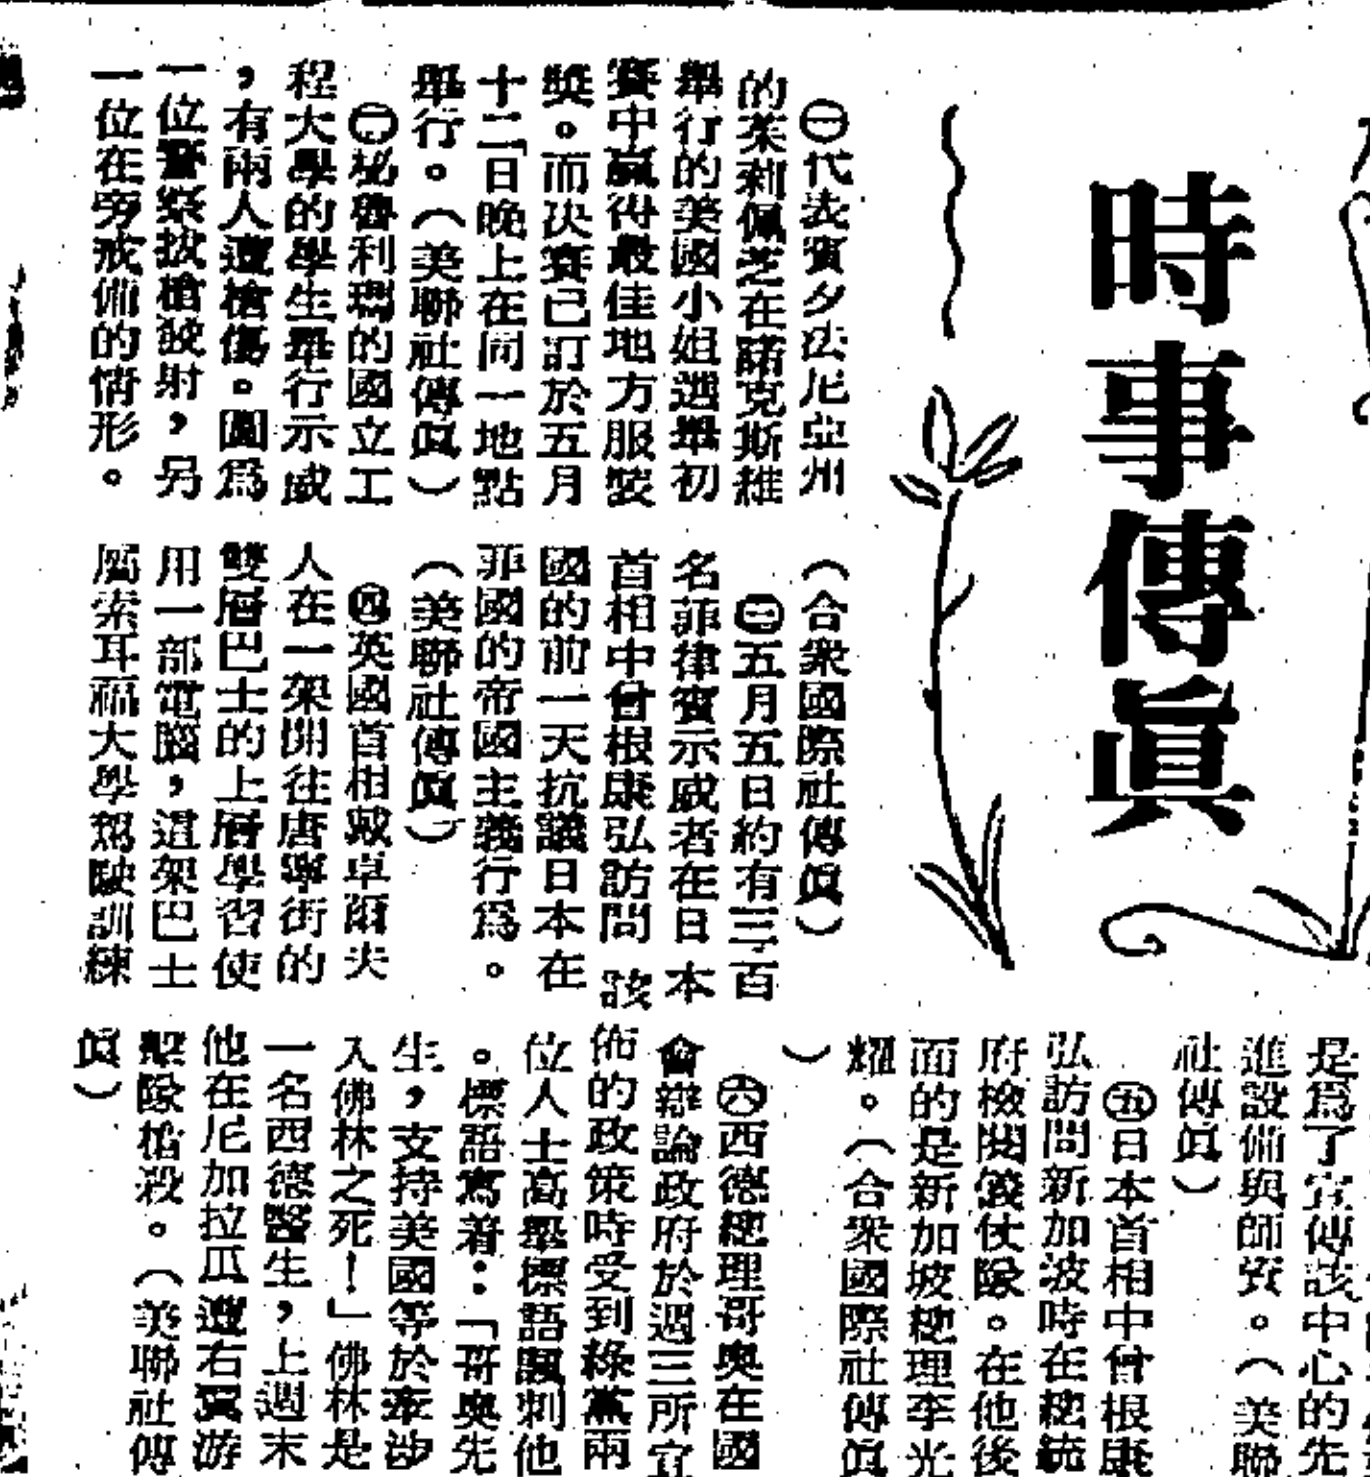 時事傳眞
㊀代表賓夕法尼亞州
的茱莉佩芝在諾克斯維
舉行的美國小姐選舉初
賽中贏得最佳地方服裝
獎。而決賽已訂於五月
十二日晚上在同一地點
舉行。(美聯社傳眞)
㊁秘魯利瑪的國立工
程大學的學生舉行示威
,有兩人遭槍傷。圖爲
一位警察拔槍發射,另
一位在旁戒備的情形。
(合衆國際社傳眞)
㊂五月五日約有三百
名菲律賓示威者在日本
首相中曾根康弘訪問該
國的前一天抗議日本在
菲國的帝國主義行爲。
(美聯社傳眞)
㊃英國首相戴卓爾夫
人在一架開往唐寧街的
雙層巴士的上層學習使
用一部電腦,這架巴士
屬索耳福大學駕駛訓練
是爲了宣傳該中心的先
進設備與師資。(美聯
社傳眞)
㊄日本首相中曾根康
弘訪問新加波時在總統
府檢閱儀仗隊。在他後
面的是新加坡總理李光
耀。(合衆國際社傳眞
)
㊅西德總理哥奧在國
會辯論政府於週三所宣
佈的政策時受到綠黨兩
位人士高舉標語諷刺他
。標語寫着:「哥奧先
生,支持美國等於牽涉
入佛林之死!」佛林是
一名西德醫生,上週末
他在尼加拉瓜遭右翼游
擊隊槍殺。(美聯社傳
眞)